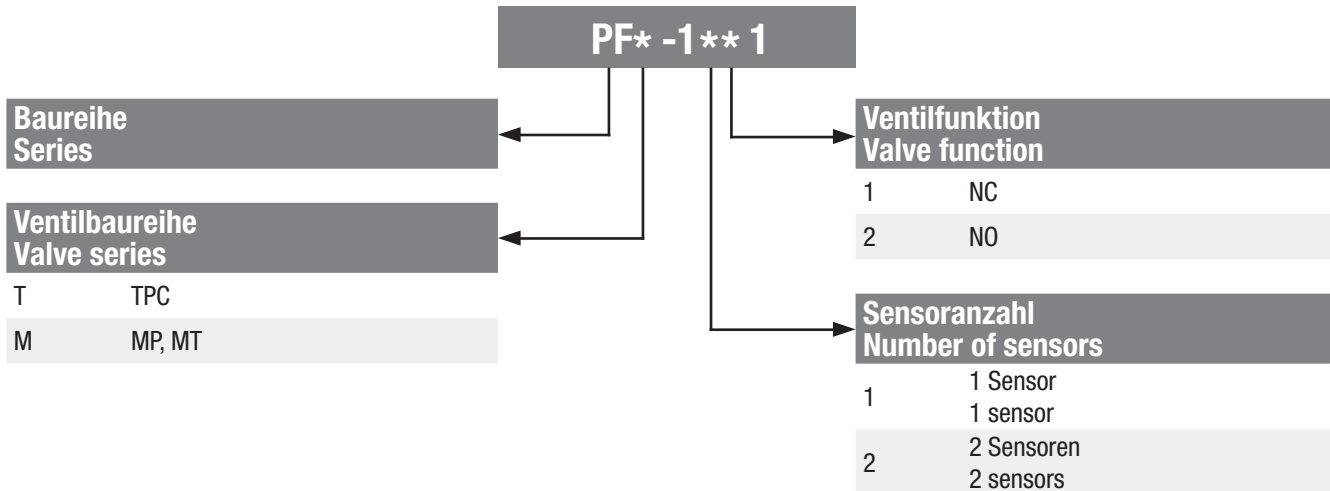 PF* -1** 1
Baureihe
Series
Ventilbaureihe
Valve series
T TPC
M MP, MT
Ventilfunktion
Valve function
1 NC
2 NO
Sensoranzahl
Number of sensors
1 1 Sensor
1 sensor
2 2 Sensoren
2 sensors